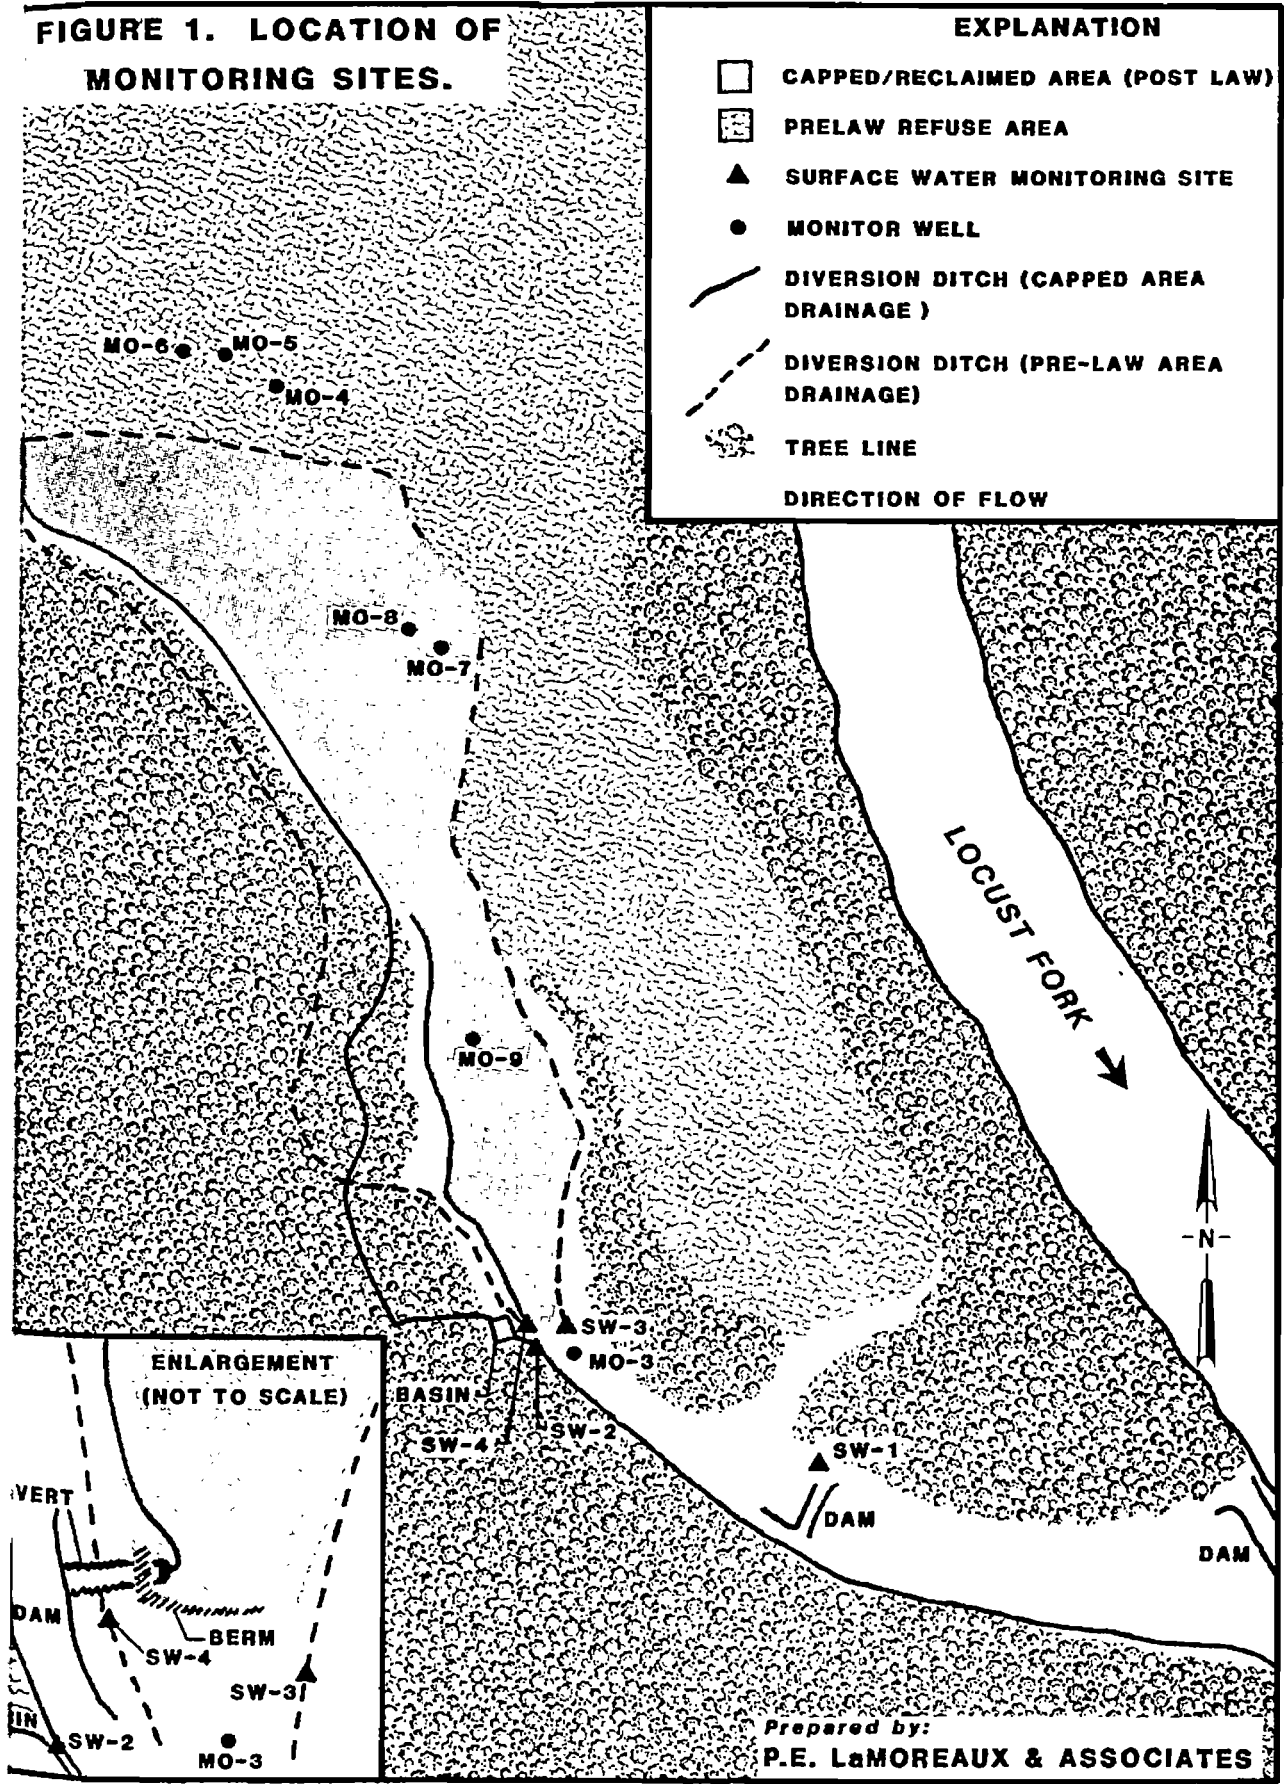 FIGURE 1. LOCATION OF
MONITORING SITES.
EXPLANATION
CAPPED/RECLAIMED AREA (POST LAW)
PRELAW REFUSE AREA
SURFACE WATER MONITORING SITE
MONITOR WELL
DIVERSION DITCH (CAPPED AREA
DRAINAGE )
DIVERSION DITCH (PRE-LAW AREA
DRAINAGE)
TREE LINE
DIRECTION OF FLOW
MO-6
MO-5
MO-4
MO-8
MO-7
LOCUST FORK
MO-9
-N-
SW-3
MO-3
BASIN
SW-4
SW-2
SW-1
DAM
DAM
ENLARGEMENT
(NOT TO SCALE)
VERT
DAM
BERM
SW-4
SW-3
IN
SW-2
MO-3
Prepared by:
P.E. LaMOREAUX & ASSOCIATES